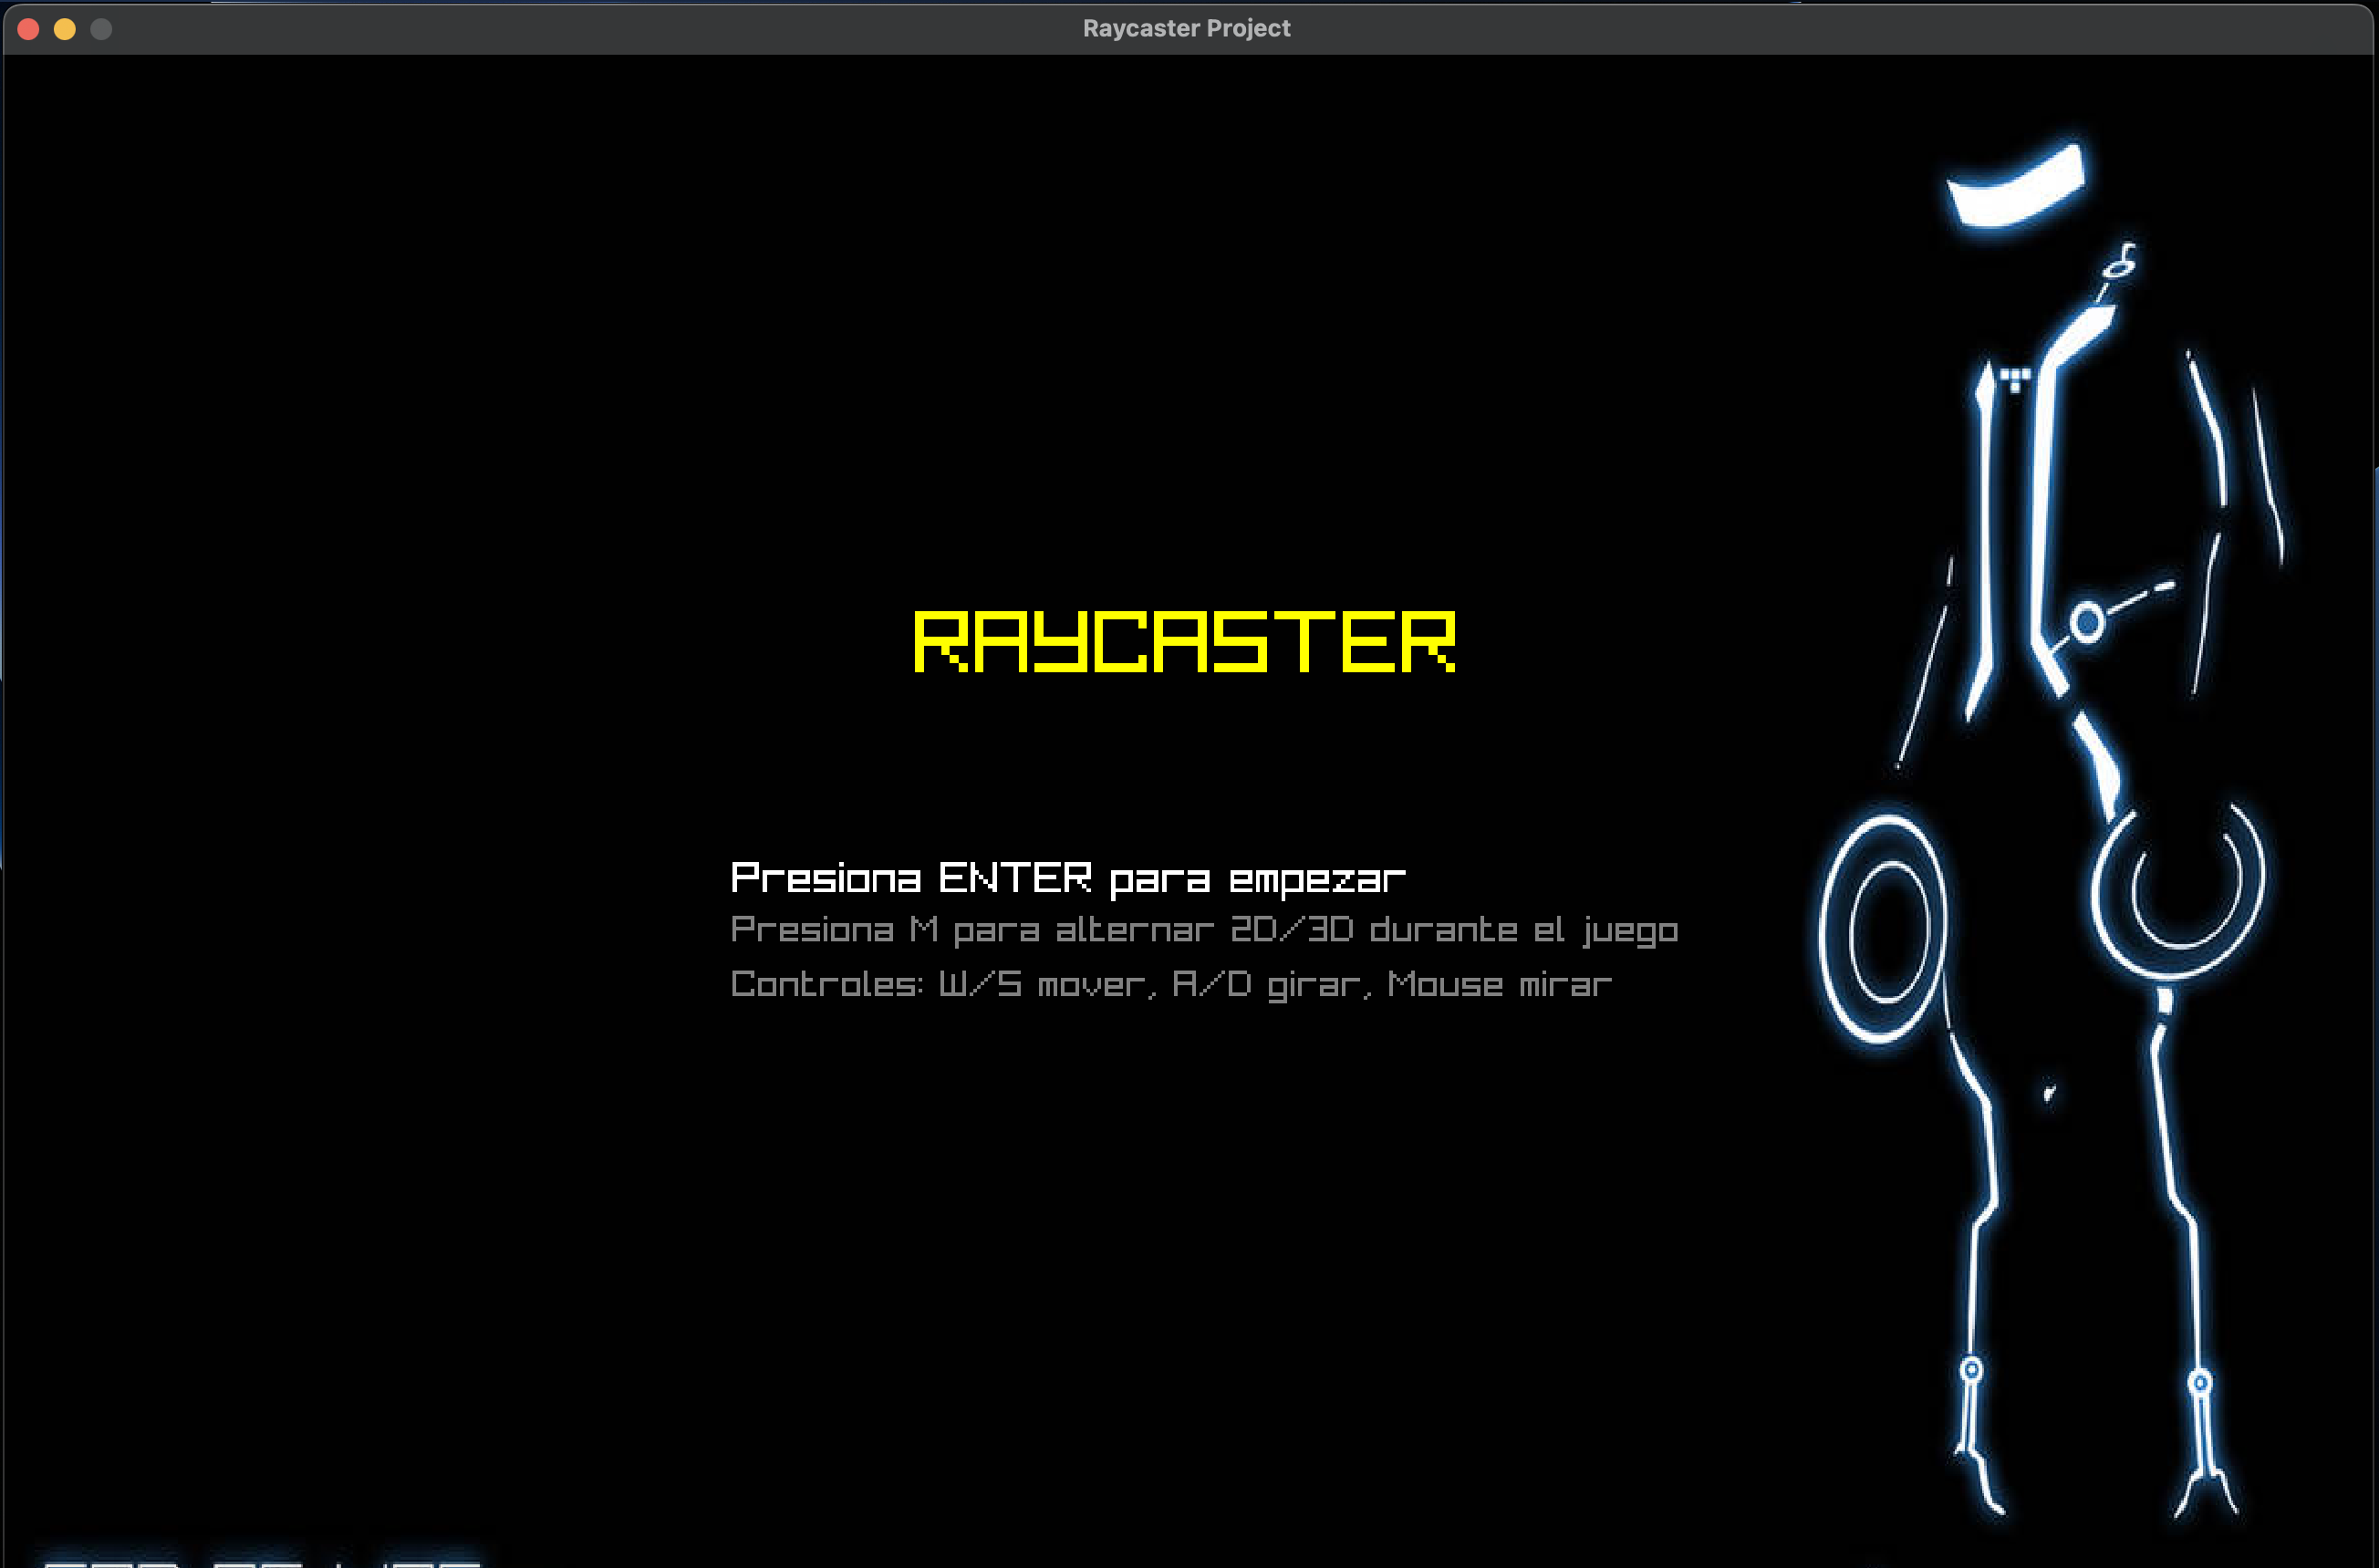 Raycaster Project
RAYCASTER
Presiona ENTER para empezar
Presiona M para alternar 2D/3D durante el juego
Controles: W/S mover, A/D girar, Mouse mirar